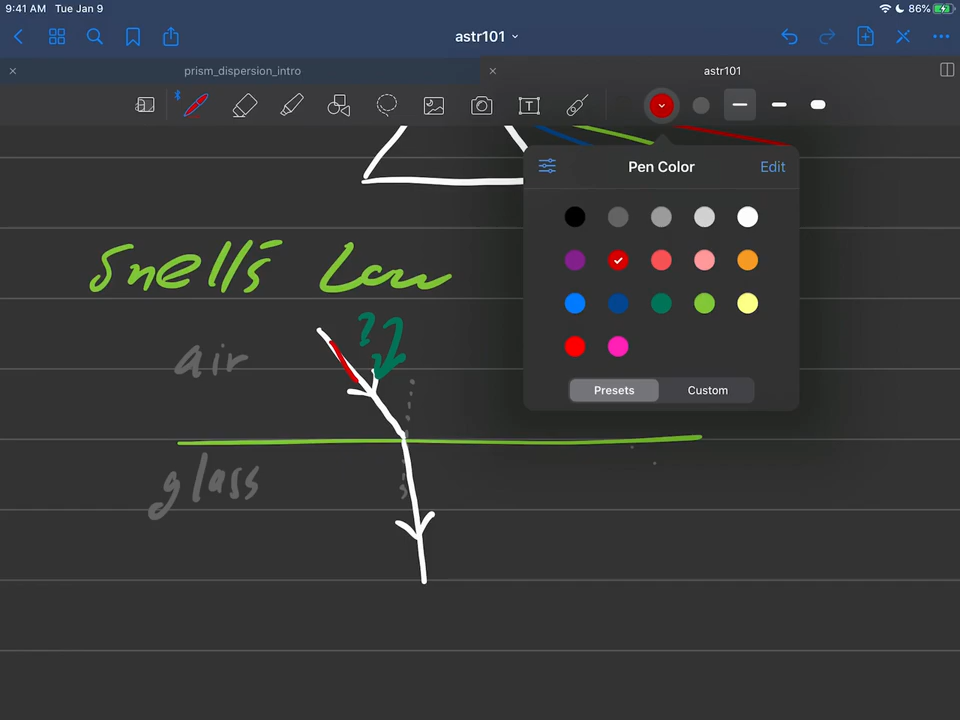 9:41 AM Tue Jan 9
86%
astr101
prism_dispersion_intro
astr101
T
Pen Color
Edit
Snell's Law
air
?
Presets
Custom
glass